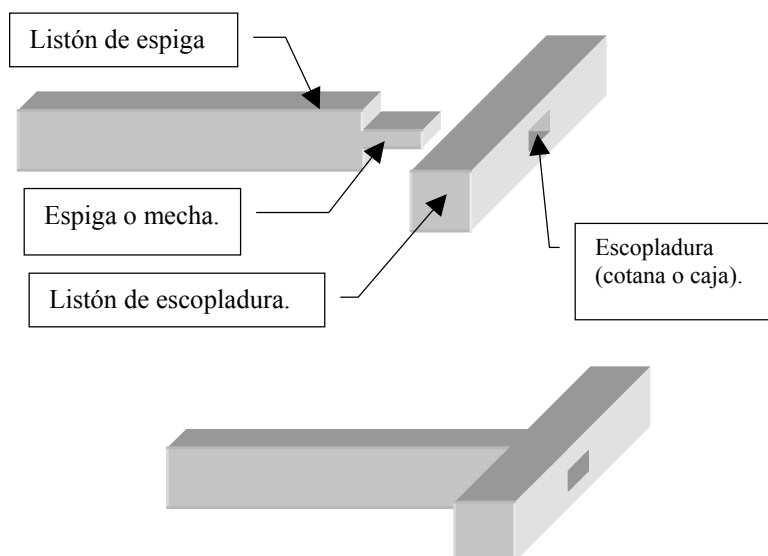 Listón de espiga
Espiga o mecha.
Listón de escopladura.
Escopladura
(cotana o caja).